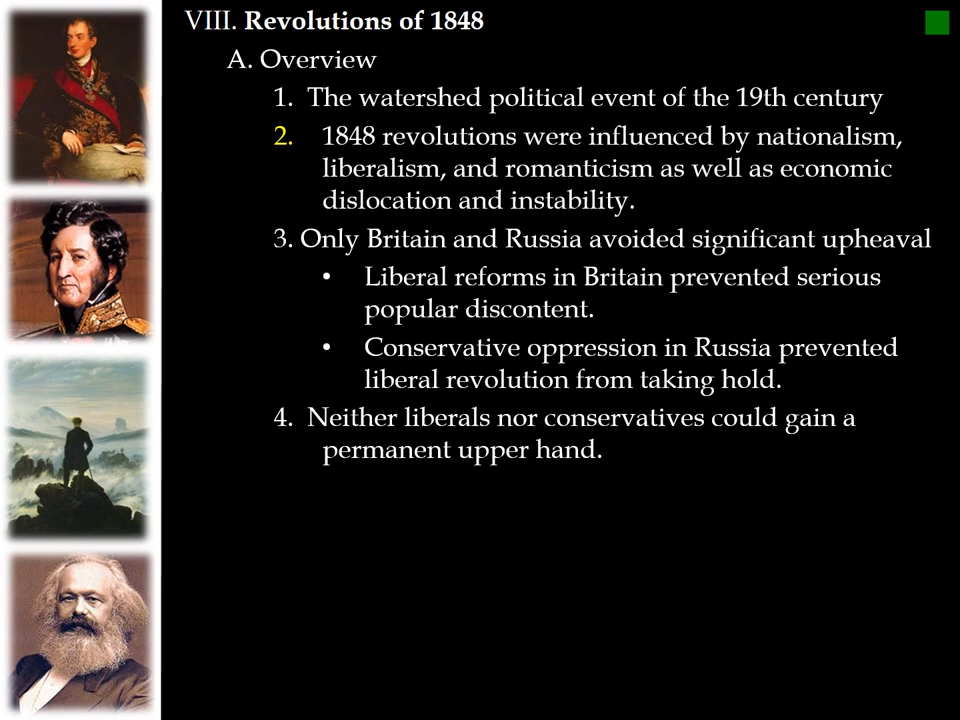 VIII. Revolutions of 1848
A. Overview
1. The watershed political event of the 19th century
2. 1848 revolutions were influenced by nationalism,
liberalism, and romanticism as well as economic
dislocation and instability.
3. Only Britain and Russia avoided significant upheaval
• Liberal reforms in Britain prevented serious
popular discontent.
• Conservative oppression in Russia prevented
liberal revolution from taking hold.
4. Neither liberals nor conservatives could gain a
permanent upper hand.